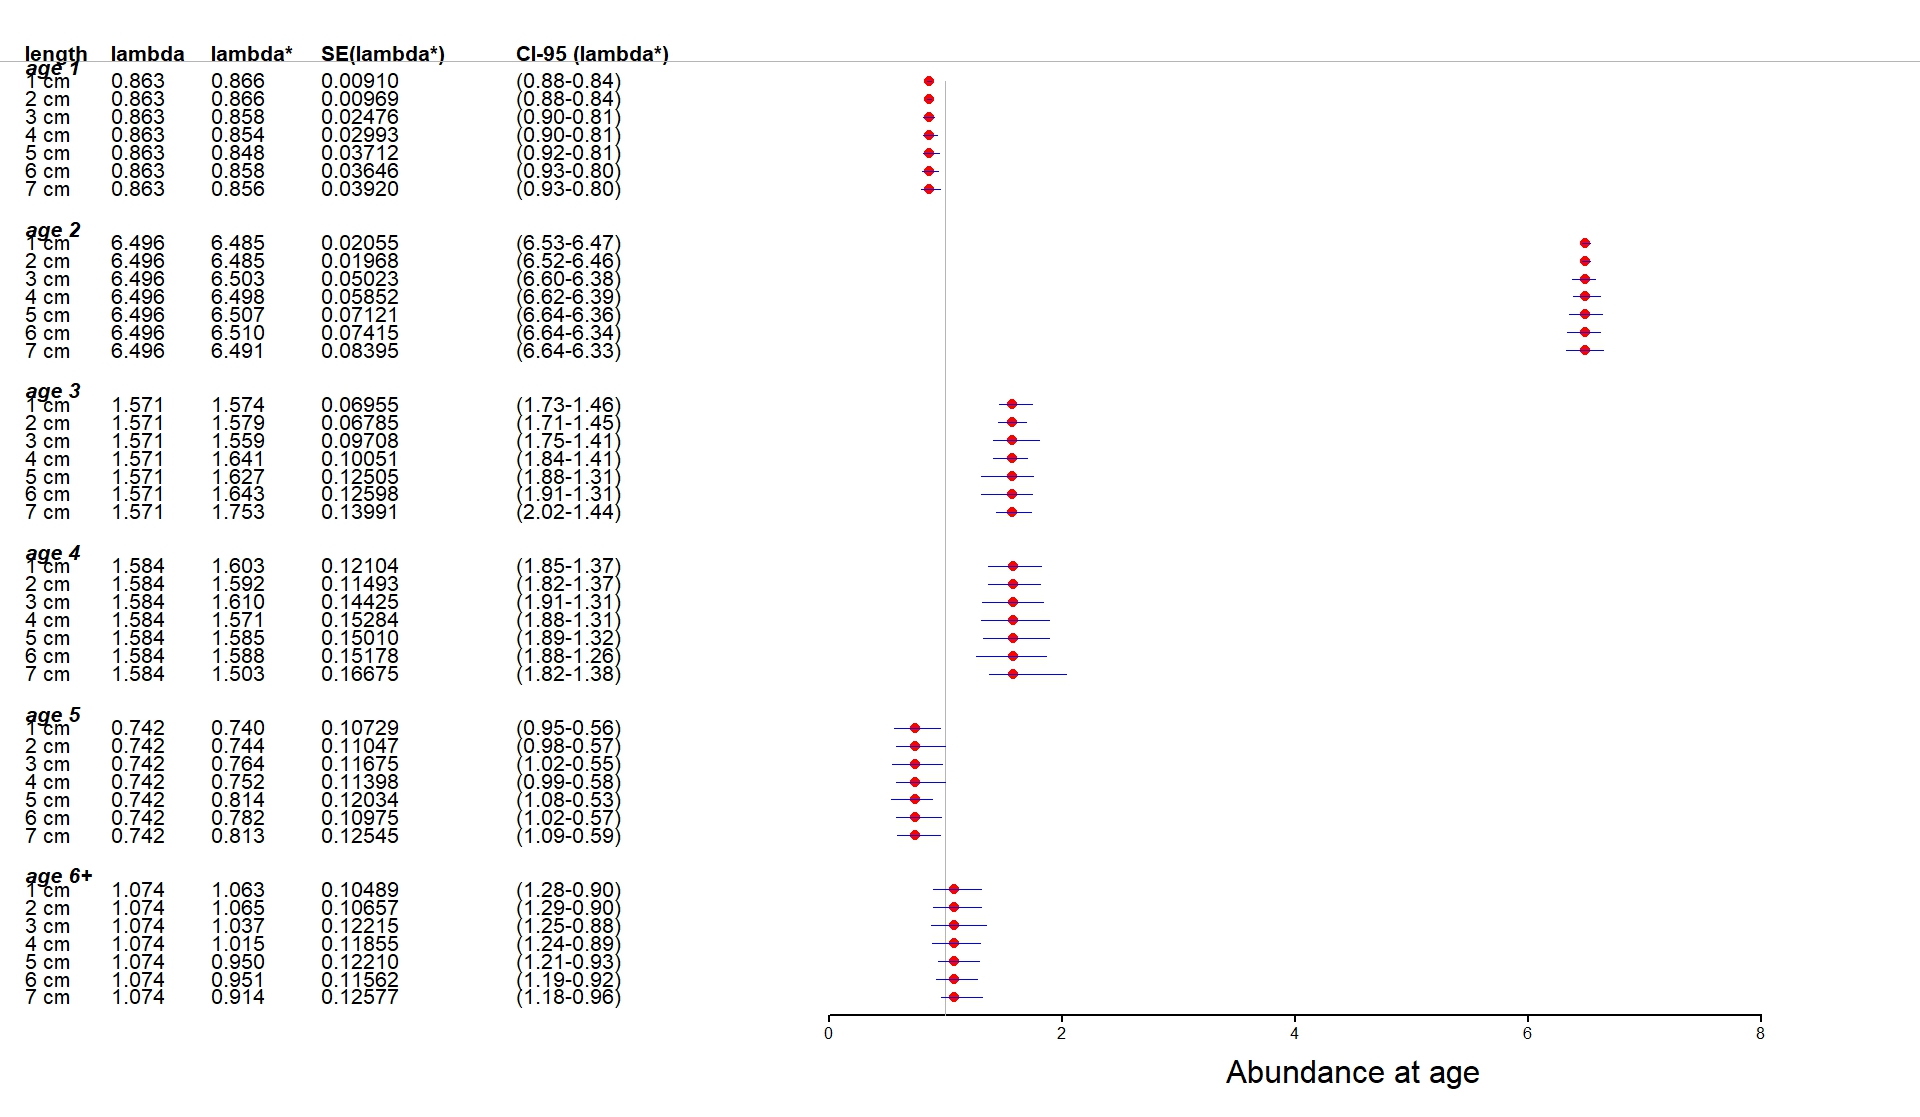 length lambda lambda* SE(lambda*) CI-95 (lambda*)
age 1
1 cm 0.863 0.866 0.00910 (0.88-0.84)
2 cm 0.863 0.866 0.00969 (0.88-0.84)
3 cm 0.863 0.858 0.02476 (0.90-0.81)
4 cm 0.863 0.854 0.02993 (0.90-0.81)
5 cm 0.863 0.848 0.03712 (0.92-0.81)
6 cm 0.863 0.858 0.03646 (0.93-0.80)
7 cm 0.863 0.856 0.03920 (0.93-0.80)
age 2
1 cm 6.496 6.485 0.02055 (6.53-6.47)
2 cm 6.496 6.485 0.01968 (6.52-6.46)
3 cm 6.496 6.503 0.05023 (6.60-6.38)
4 cm 6.496 6.498 0.05852 (6.62-6.39)
5 cm 6.496 6.507 0.07121 (6.64-6.36)
6 cm 6.496 6.510 0.07415 (6.64-6.34)
7 cm 6.496 6.491 0.08395 (6.64-6.33)
age 3
1 cm 1.571 1.574 0.06955 (1.73-1.46)
2 cm 1.571 1.579 0.06785 (1.71-1.45)
3 cm 1.571 1.559 0.09708 (1.75-1.41)
4 cm 1.571 1.641 0.10051 (1.84-1.41)
5 cm 1.571 1.627 0.12505 (1.88-1.31)
6 cm 1.571 1.643 0.12598 (1.91-1.31)
7 cm 1.571 1.753 0.13991 (2.02-1.44)
age 4
1 cm 1.584 1.603 0.12104 (1.85-1.37)
2 cm 1.584 1.592 0.11493 (1.82-1.37)
3 cm 1.584 1.610 0.14425 (1.91-1.31)
4 cm 1.584 1.571 0.15284 (1.88-1.31)
5 cm 1.584 1.585 0.15010 (1.89-1.32)
6 cm 1.584 1.588 0.15178 (1.88-1.26)
7 cm 1.584 1.503 0.16675 (1.82-1.38)
age 5
1 cm 0.742 0.740 0.10729 (0.95-0.56)
2 cm 0.742 0.744 0.11047 (0.98-0.57)
3 cm 0.742 0.764 0.11675 (1.02-0.55)
4 cm 0.742 0.752 0.11398 (0.99-0.58)
5 cm 0.742 0.814 0.12034 (1.08-0.53)
6 cm 0.742 0.782 0.10975 (1.02-0.57)
7 cm 0.742 0.813 0.12545 (1.09-0.59)
age 6+
1 cm 1.074 1.063 0.10489 (1.28-0.90)
2 cm 1.074 1.065 0.10657 (1.29-0.90)
3 cm 1.074 1.037 0.12215 (1.25-0.88)
4 cm 1.074 1.015 0.11855 (1.24-0.89)
5 cm 1.074 0.950 0.12210 (1.21-0.93)
6 cm 1.074 0.951 0.11562 (1.19-0.92)
7 cm 1.074 0.914 0.12577 (1.18-0.96)
0 2 4 6 8
Abundance at age